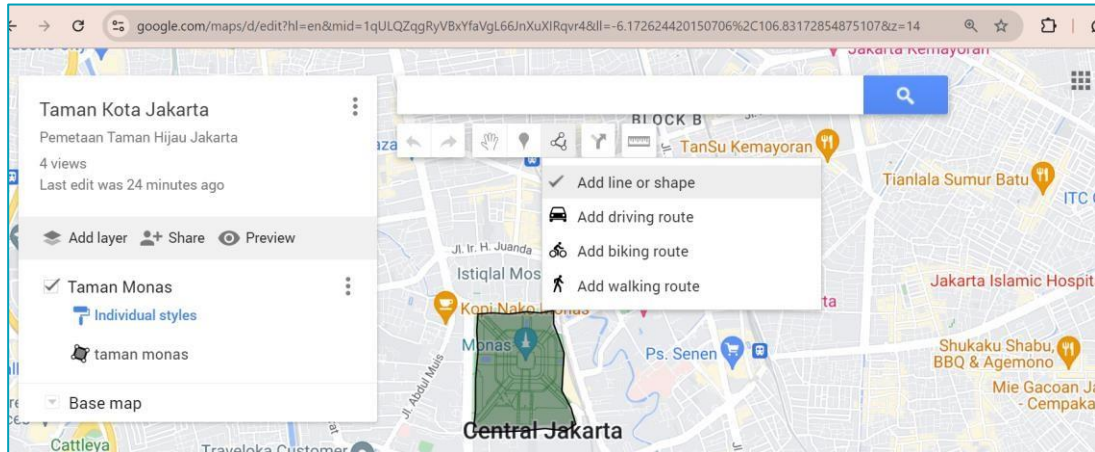 google.com/maps/d/edit?hl=en&mid=1qULQZqgRyVBxYfaVgL66JnXuXIRqvr4&ll=-6.172624420150706%2C106.83172854875107&z=14
Jakarta Kemayoran
Taman Kota Jakarta
Pemetaan Taman Hijau Jakarta
4 views
Last edit was 24 minutes ago
Add layer
Share
Preview
Taman Monas
Individual styles
taman monas
Base map
BLOCK B
TanSu Kemayoran
Add line or shape
Add driving route
Add biking route
Add walking route
Tianlala Sumur Batu
ITC
Jl. Ir. H. Juanda
Istiqlal Mos
Kopi Nako
Monas
Jl. Abdul Muis
Ps. Senen
Jakarta Islamic Hospit
Shukaku Shabu,
BBQ & Agemono
Mie Gacoan Ja
- Cempaka
Central Jakarta
Cattleya
Traveloka Customer